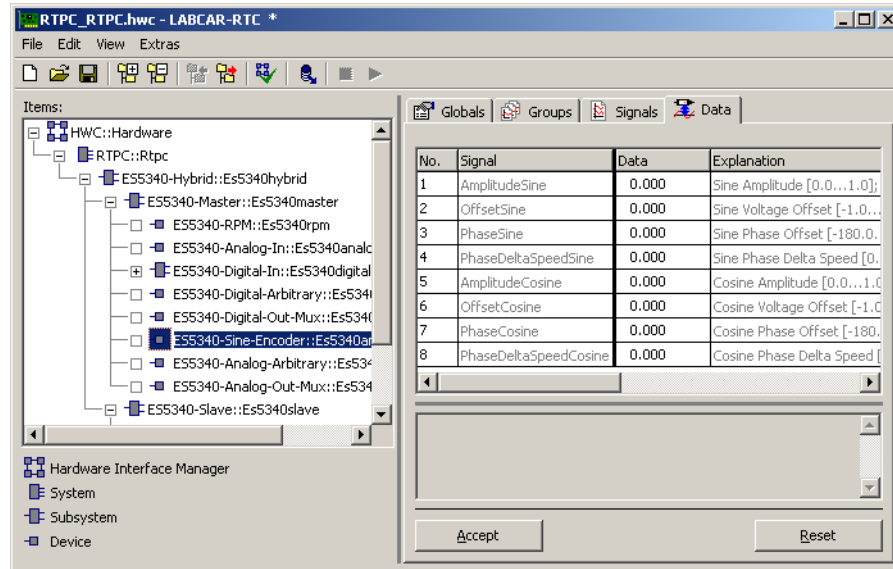 RTPC_RTPC.hwc - LABCAR-RTC *
File Edit View Extras
Items:
HWC::Hardware
RTPC::Rtpc
ES5340-Hybrid::Es5340hybrid
ES5340-Master::Es5340master
ES5340-RPM::Es5340rpm
ES5340-Analog-In::Es5340analo
ES5340-Digital-In::Es5340digital
ES5340-Digital-Arbitrary::Es534
ES5340-Digital-Out-Mux::Es5340
ES5340-Sine-Encoder::Es5340ar
ES5340-Analog-Arbitrary::Es534
ES5340-Analog-Out-Mux::Es534
ES5340-Slave::Es5340slave
Hardware Interface Manager
System
Subsystem
Device
Globals Groups Signals Data
No. Signal Data Explanation
1 AmplitudeSine 0.000 Sine Amplitude [0.0...1.0];
2 OffsetSine 0.000 Sine Voltage Offset [-1.0...
3 PhaseSine 0.000 Sine Phase Offset [-180.0.
4 PhaseDeltaSpeedSine 0.000 Sine Phase Delta Speed [0.
5 AmplitudeCosine 0.000 Cosine Amplitude [0.0...1.0
6 OffsetCosine 0.000 Cosine Voltage Offset [-1.0
7 PhaseCosine 0.000 Cosine Phase Offset [-180.
8 PhaseDeltaSpeedCosine 0.000 Cosine Phase Delta Speed [
Accept Reset